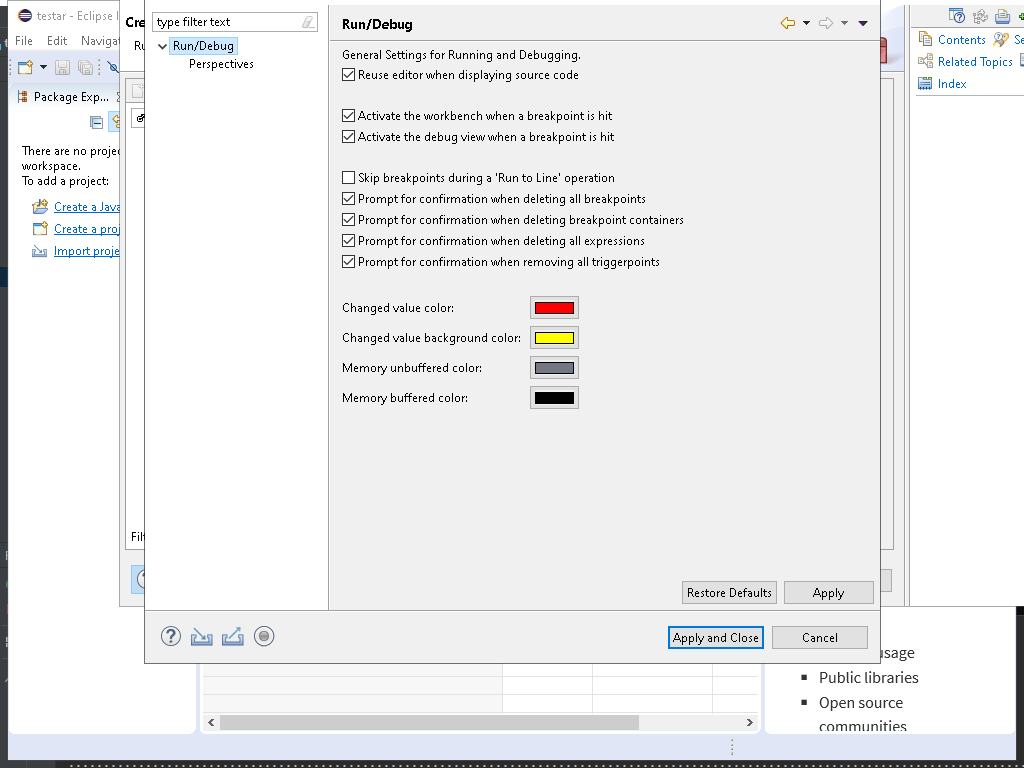 testar - Eclipse I
File Edit Navigat
Package Exp...
There are no projec
workspace.
To add a project:
Create a Java
Create a proj
Import proje
Cre
Ru
Filt
type filter text
Run/Debug
Perspectives
Run/Debug
General Settings for Running and Debugging.
Reuse editor when displaying source code
Activate the workbench when a breakpoint is hit
Activate the debug view when a breakpoint is hit
Skip breakpoints during a 'Run to Line' operation
Prompt for confirmation when deleting all breakpoints
Prompt for confirmation when deleting breakpoint containers
Prompt for confirmation when deleting all expressions
Prompt for confirmation when removing all triggerpoints
Changed value color:
Changed value background color:
Memory unbuffered color:
Memory buffered color:
Restore Defaults Apply
Apply and Close Cancel
Contents Se
Related Topics
Index
usage
Public libraries
Open source
communities